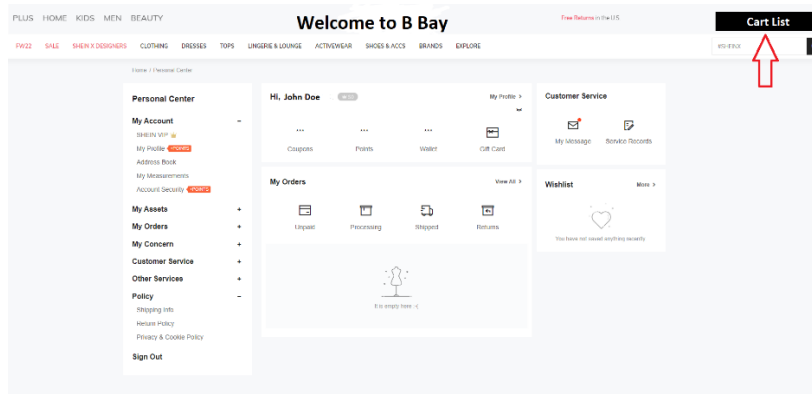 PLUS HOME KIDS MEN BEAUTY
Welcome to B Bay
Free Returns in the US
Cart List
FW22 SALE SHEIN X DESIGNERS CLOTHING DRESSES TOPS LINGERIE & LOUNGE ACTIVEWEAR SHOES & ACCS BRANDS EXPLORE
Home / Personal Center
Personal Center
My Account -
SHEIN VIP
My Profile +POINTS
Address Book
My Measurements
Account Security +POINTS
My Assets +
My Orders +
My Concern +
Customer Service +
Other Services +
Policy -
Shipping Info
Return Policy
Privacy & Cookie Policy
Sign Out
Hi, John Doe
My Profile >
... ... ...
Coupons Points Wallet Gift Card
My Orders View All >
Unpaid Processing Shipped Returns
It is empty here :-(
Customer Service
My Message Service Records
Wishlist More >
You have not saved anything recently